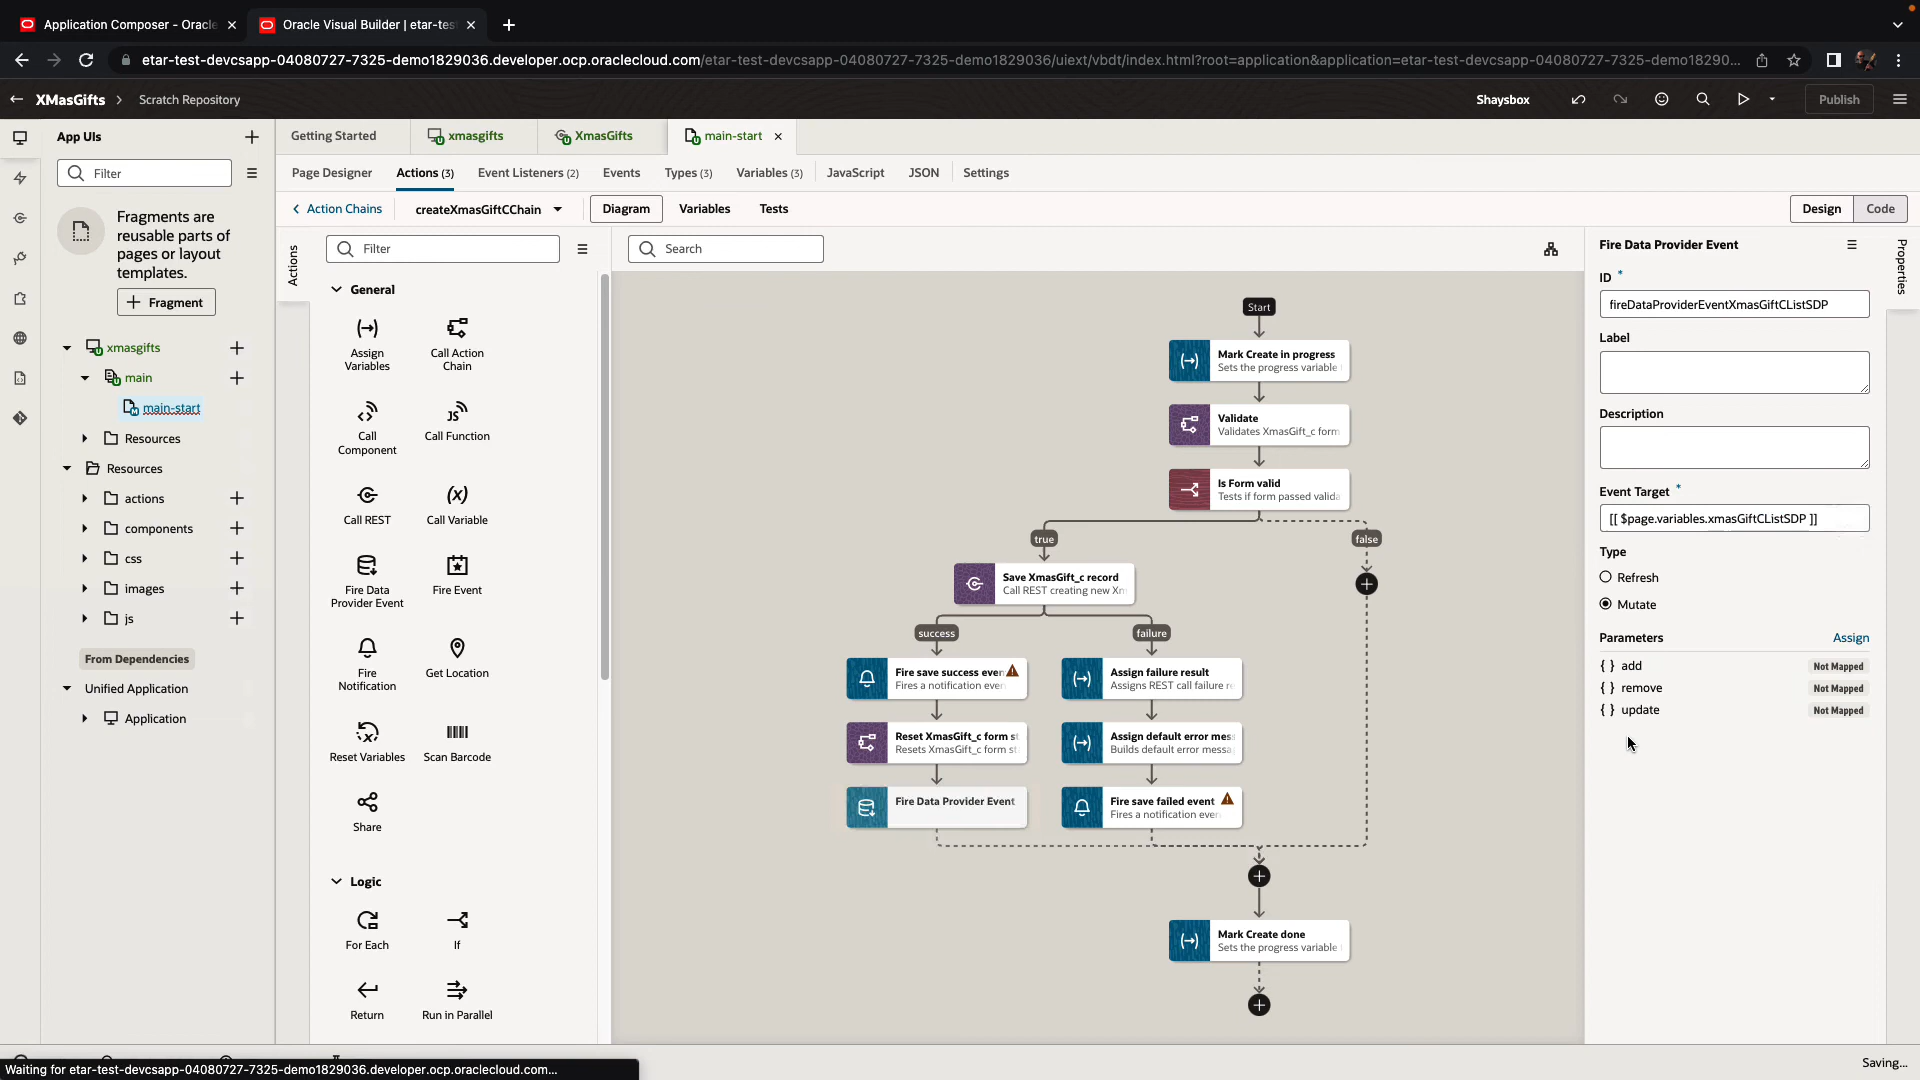 Application Composer - Oracle
Oracle Visual Builder | etar-tes
etar-test-devcsapp-04080727-7325-demo1829036.developer.ocp.oraclecloud.com/etar-test-devcsapp-04080727-7325-demo1829036/uiext/vbdt/index.html?root=application&application=etar-test-devcsapp-04080727-7325-demo18290...
XMasGifts
Scratch Repository
Shaysbox
Publish
App UIs
Filter
Fragments are
reusable parts of
pages or layout
templates.
+ Fragment
xmasgifts
main
main-start
Resources
Resources
actions
components
css
images
js
From Dependencies
Unified Application
Application
Getting Started
xmasgifts
XmasGifts
main-start
Page Designer
Actions (3)
Event Listeners (2)
Events
Types (3)
Variables (3)
JavaScript
JSON
Settings
Action Chains
createXmasGiftCChain
Diagram
Variables
Tests
Design
Code
Actions
Filter
General
Assign
Variables
Call Action
Chain
Call
Component
Call Function
Call REST
Call Variable
Fire Data
Provider Event
Fire Event
Fire
Notification
Get Location
Reset Variables
Scan Barcode
Share
Logic
For Each
If
Return
Run in Parallel
Search
Start
Mark Create in progress
Sets the progress variable
Validate
Validates XmasGift_c form
Is Form valid
Tests if form passed valida
true
false
Save XmasGift_c record
Call REST creating new Xm
success
failure
Fire save success even
Fires a notification even
Assign failure result
Assigns REST call failure re
Reset XmasGift_c form st
Resets XmasGift_c form st
Assign default error mes
Builds default error messa
Fire Data Provider Event
Fire save failed event
Fires a notification even
Mark Create done
Sets the progress variable
Fire Data Provider Event
Properties
ID *
fireDataProviderEventXmasGiftCListSDP
Label
Description
Event Target *
[[ $page.variables.xmasGiftCListSDP ]]
Type
Refresh
Mutate
Parameters
Assign
{ } add
Not Mapped
{ } remove
Not Mapped
{ } update
Not Mapped
Waiting for etar-test-devcsapp-04080727-7325-demo1829036.developer.ocp.oraclecloud.com...
Saving...